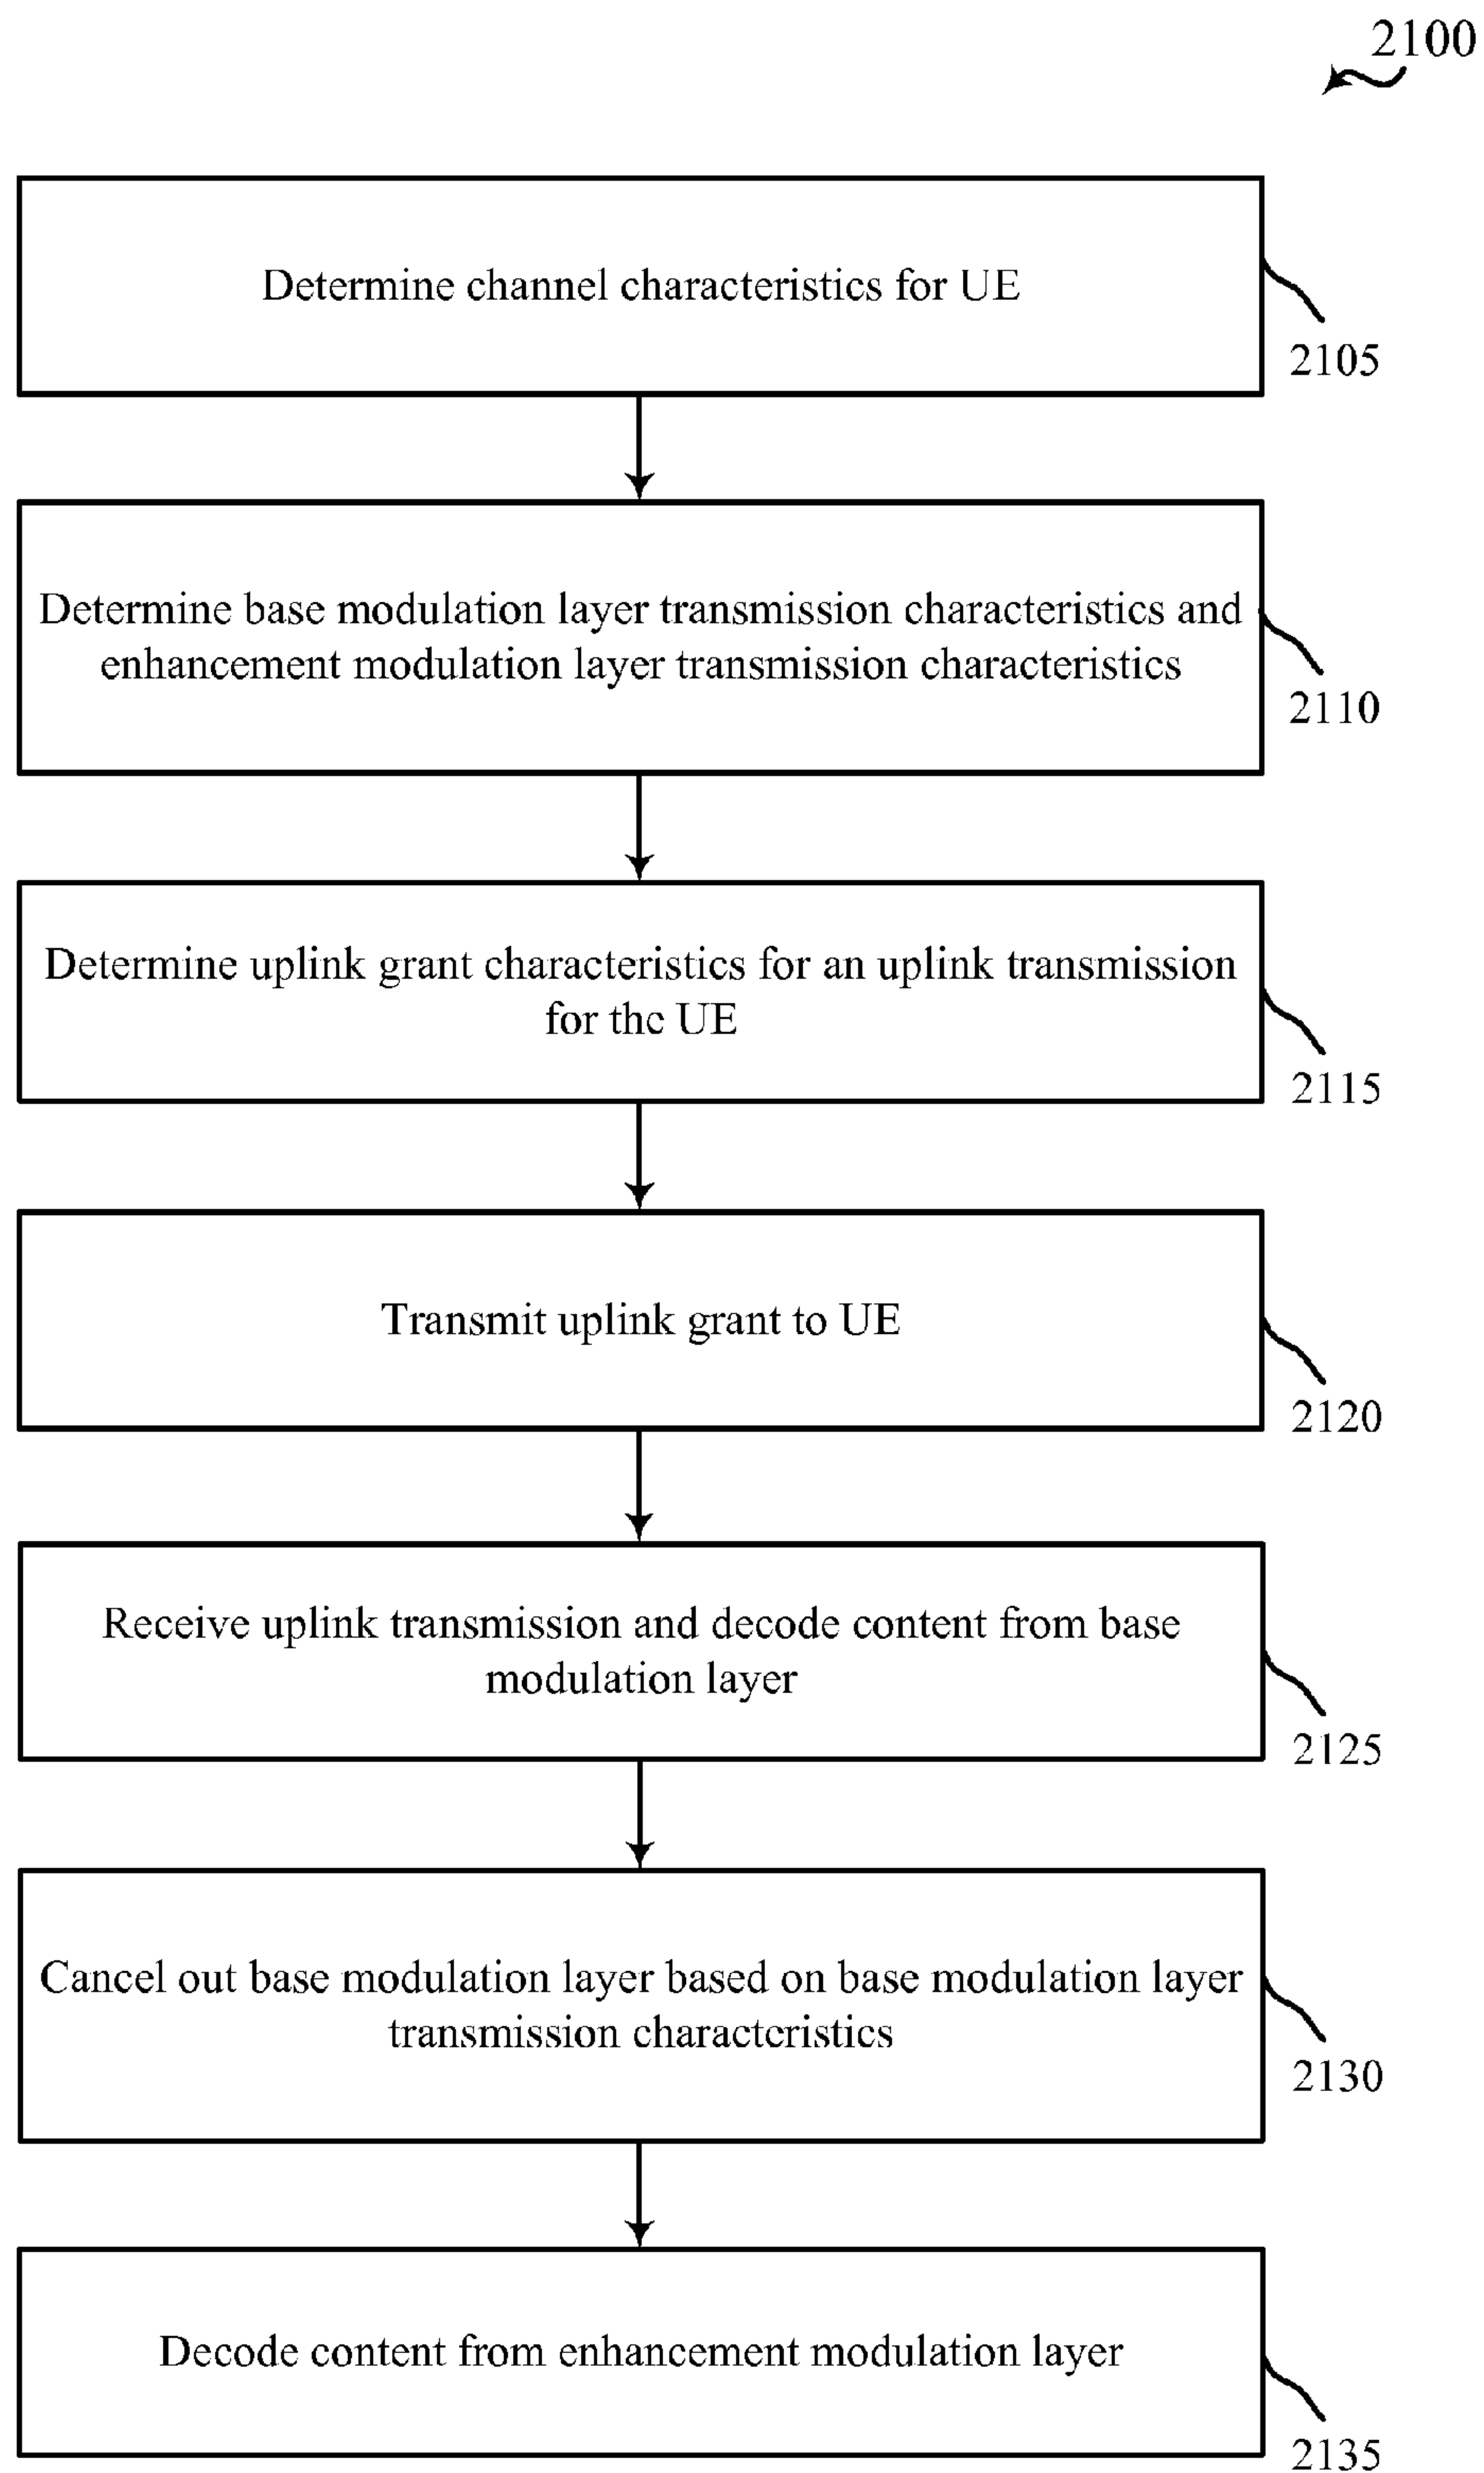 2100
Determine channel characteristics for UE
2105
Determine base modulation layer transmission characteristics and
enhancement modulation layer transmission characteristics
2110
Determine uplink grant characteristics for an uplink transmission
for the UE
2115
Transmit uplink grant to UE
2120
Receive uplink transmission and decode content from base
modulation layer
2125
Cancel out base modulation layer based on base modulation layer
transmission characteristics
2130
Decode content from enhancement modulation layer
2135